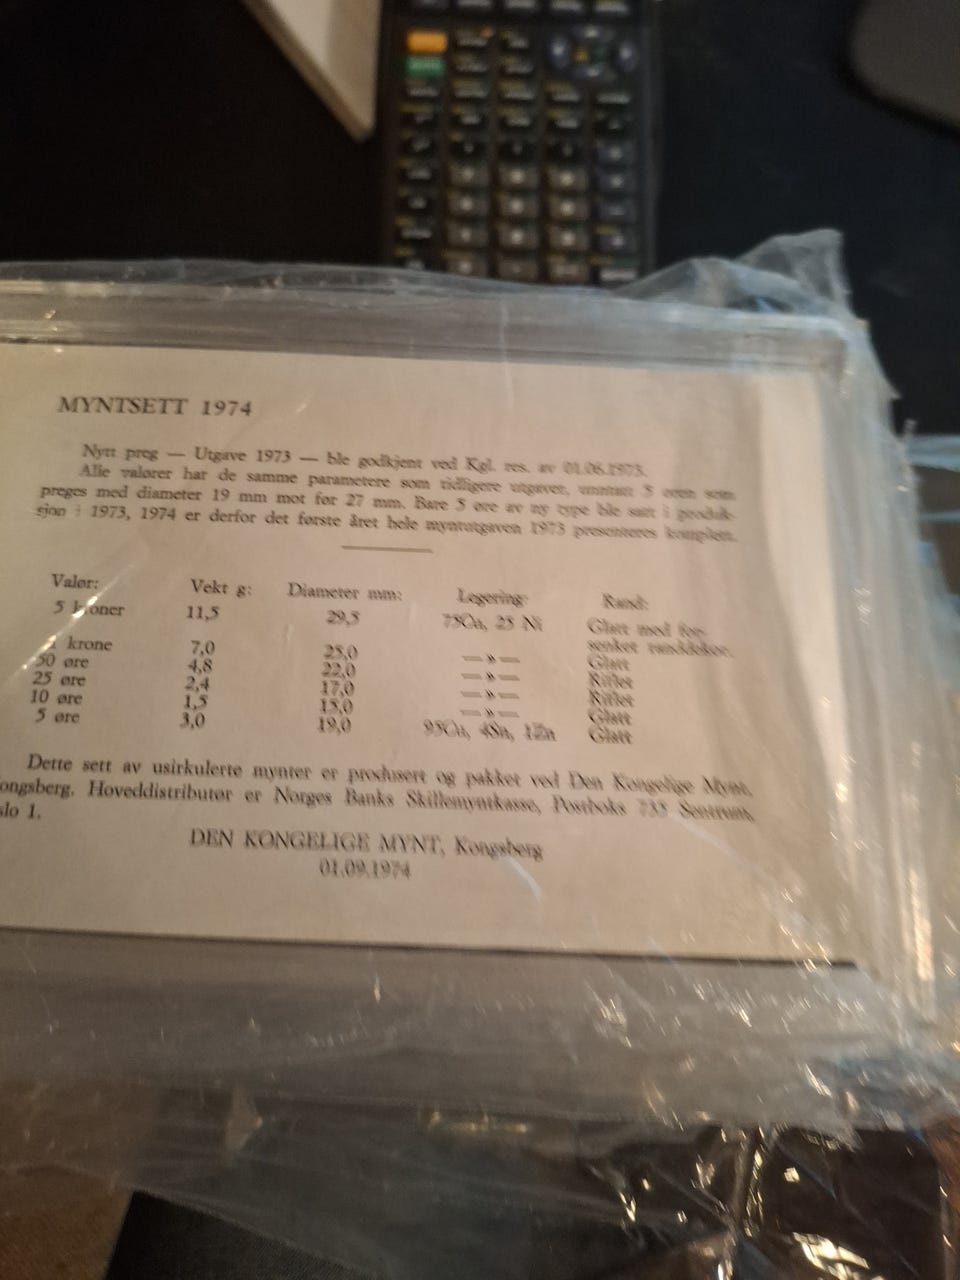 MYNTSETT 1974
Nytt preg — Utgave 1973 — ble godkjent ved Kgl. res. av 01.06.1973.
Alle valører har de samme parametere som tidligere utgaver, unntatt 5 øren som
preges med diameter 19 mm mot før 27 mm. Bare 5 øre av ny type ble satt i produk-
sjon i 1973, 1974 er derfor det første året hele myntutgaven 1973 presenteres komplett.
Valør: Vekt g: Diameter mm: Legering: Rand:
5 kroner 11,5 29,5 75Cu, 25 Ni Glatt med for-
senket randdekor.
krone 7,0 25,0 —»— Glatt
50 øre 4,8 22,0 —»— Riflet
25 øre 2,4 17,0 —»— Riflet
10 øre 1,5 15,0 —»— Glatt
5 øre 3,0 19,0 95Cu, 4Sn, 1Zn Glatt
Dette sett av usirkulerte mynter er produsert og pakket ved Den Kongelige Mynt,
ongsberg. Hoveddistributør er Norges Banks Skillemyntkasse, Postboks 735 Sentrum,
slo 1.
DEN KONGELIGE MYNT, Kongsberg
01.09.1974